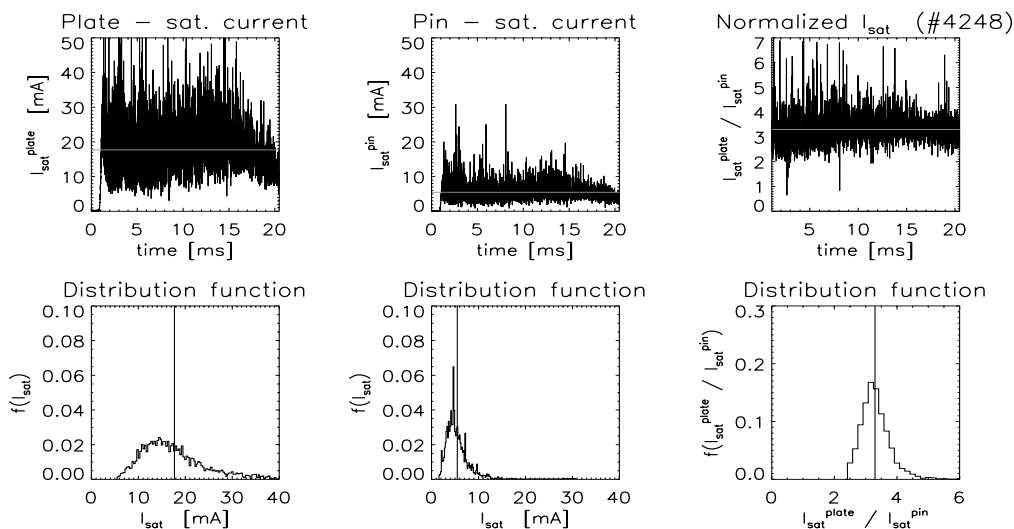 Plate – sat. current
Pin – sat. current
Normalized I_sat (#4248)
I_sat^plate [mA]
50
40
30
20
10
0
0 5 10 15 20
time [ms]
I_sat^pin [mA]
50
40
30
20
10
0
0 5 10 15 20
time [ms]
I_sat^plate / I_sat^pin
7
6
5
4
3
2
1
0
5 10 15 20
time [ms]
Distribution function
Distribution function
Distribution function
f(I_sat)
0.10
0.08
0.06
0.04
0.02
0.00
0 10 20 30 40
I_sat [mA]
f(I_sat)
0.10
0.08
0.06
0.04
0.02
0.00
0 10 20 30 40
I_sat [mA]
f(I_sat^plate / I_sat^pin)
0.3
0.2
0.1
0.0
0 2 4 6
I_sat^plate / I_sat^pin